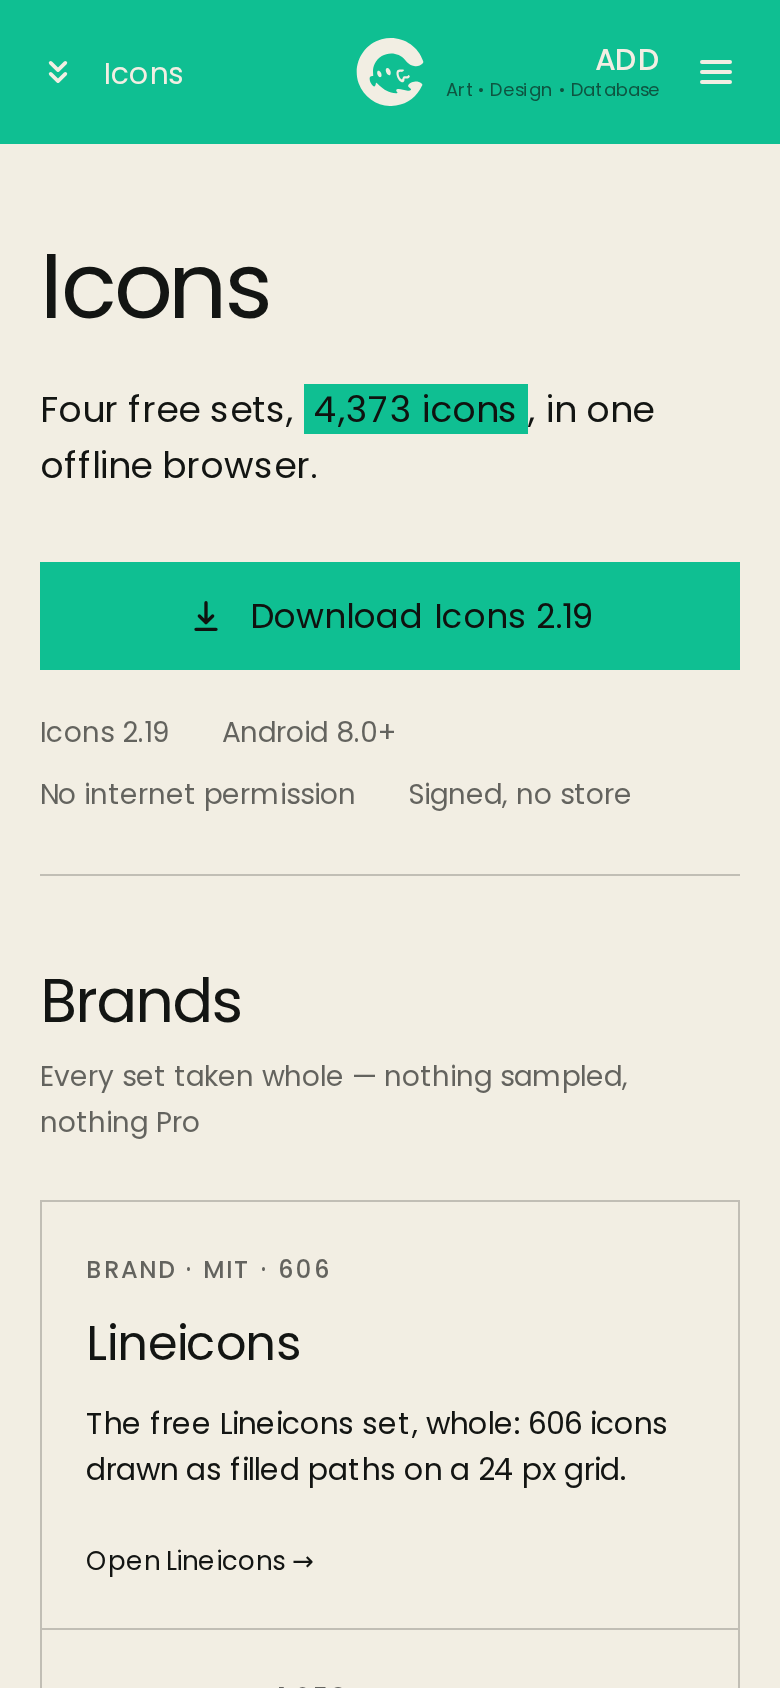 Icons
ADD
Art • Design • Database
Icons
Four free sets, 4,373 icons , in one
offline browser.
Download Icons 2.19
Icons 2.19 Android 8.0+
No internet permission Signed, no store
Brands
Every set taken whole — nothing sampled,
nothing Pro
BRAND · MIT · 606
Lineicons
The free Lineicons set, whole: 606 icons
drawn as filled paths on a 24 px grid.
Open Lineicons →